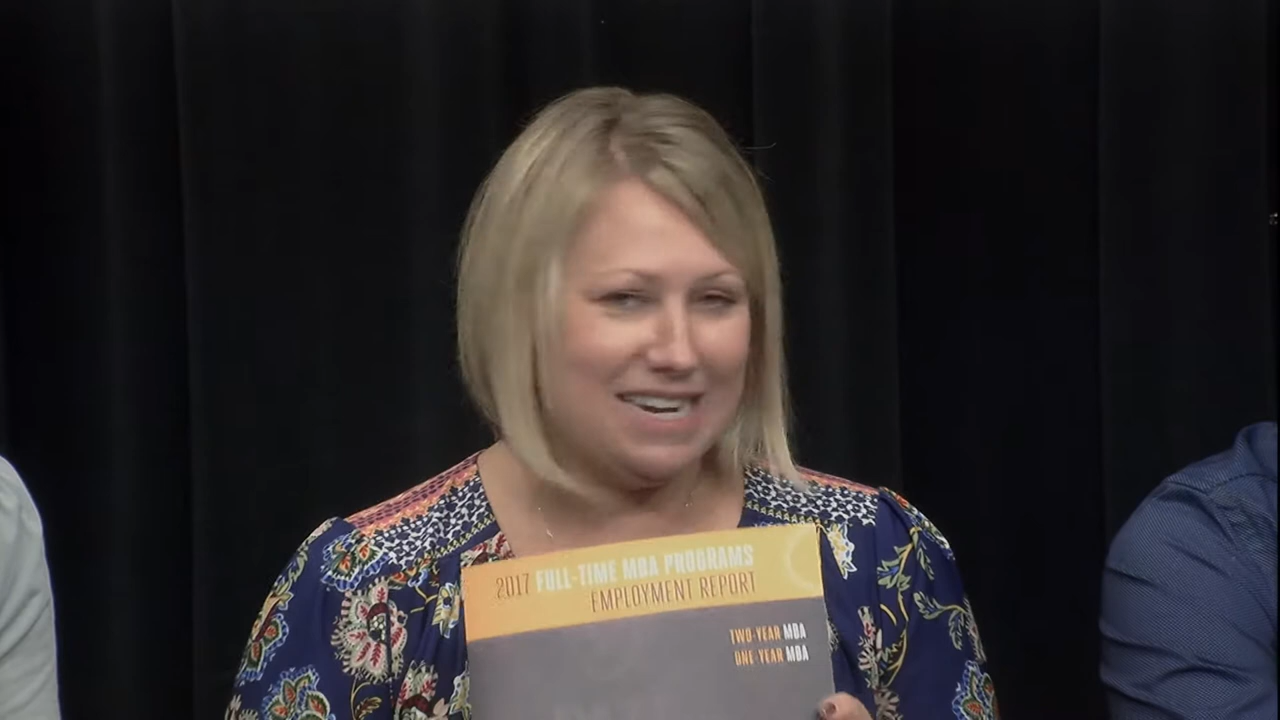 2017 FULL-TIME MBA PROGRAMS
EMPLOYMENT REPORT
TWO-YEAR MBA
ONE-YEAR MBA